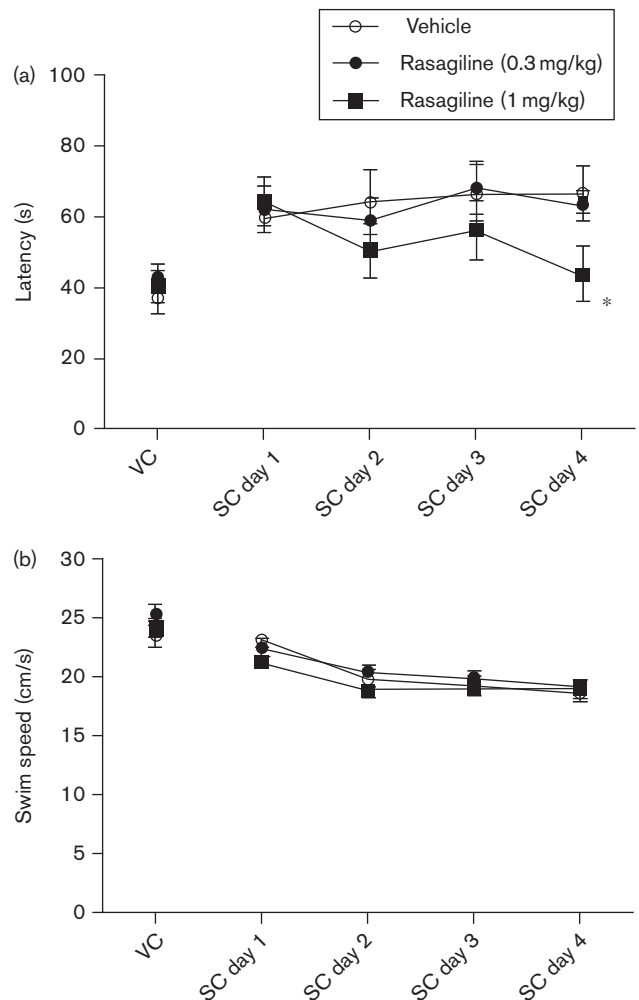 Vehicle
Rasagiline (0.3 mg/kg)
Rasagiline (1 mg/kg)
(a)
100
80
60
40
20
0
Latency (s)
*
VC
SC day 1
SC day 2
SC day 3
SC day 4
(b)
30
25
20
15
10
5
0
Swim speed (cm/s)
VC
SC day 1
SC day 2
SC day 3
SC day 4